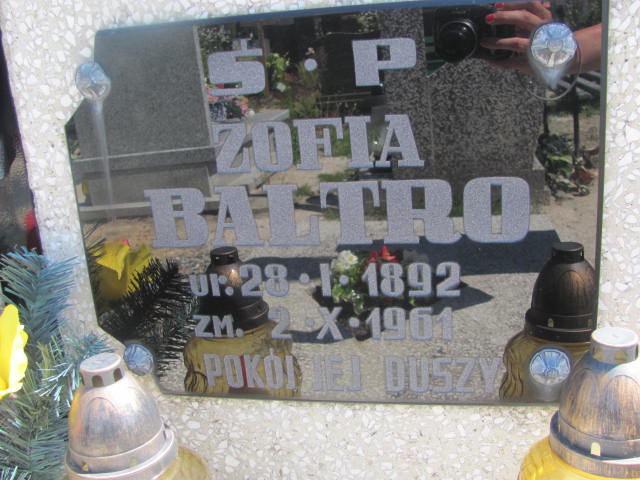 Ś · P
ZOFIA
BALTRO
ur. 28 · I · 1892
zm. 2 · X · 1961
POKÓJ JEJ DUSZY